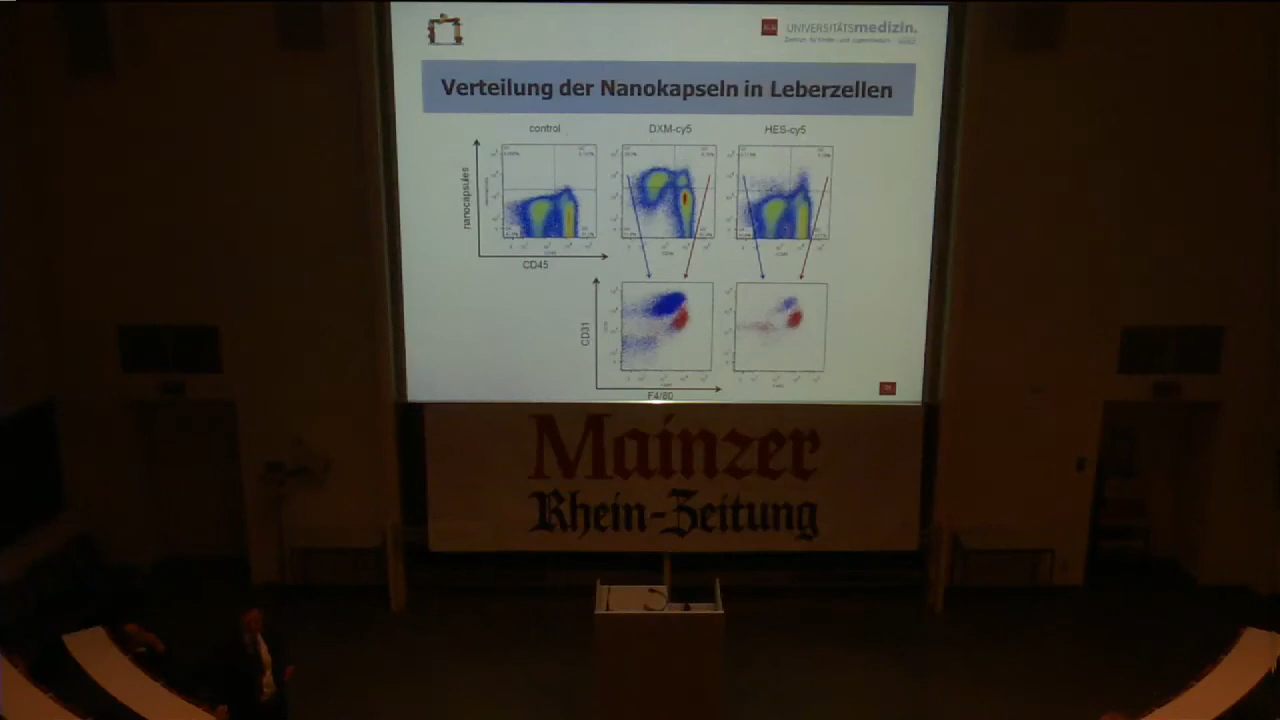 UNIVERSITÄTSmedizin.
Verteilung der Nanokapseln in Leberzellen
control
DXM-cy5
HES-cy5
nanocapsules
CD45
CD31
F4/80
Mainzer
Rhein-Zeitung